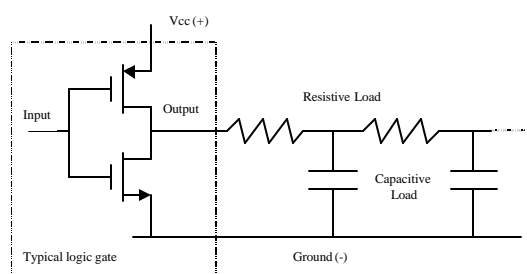 Vcc (+)
Resistive Load
Input
Output
Capacitive
Load
Typical logic gate
Ground (-)